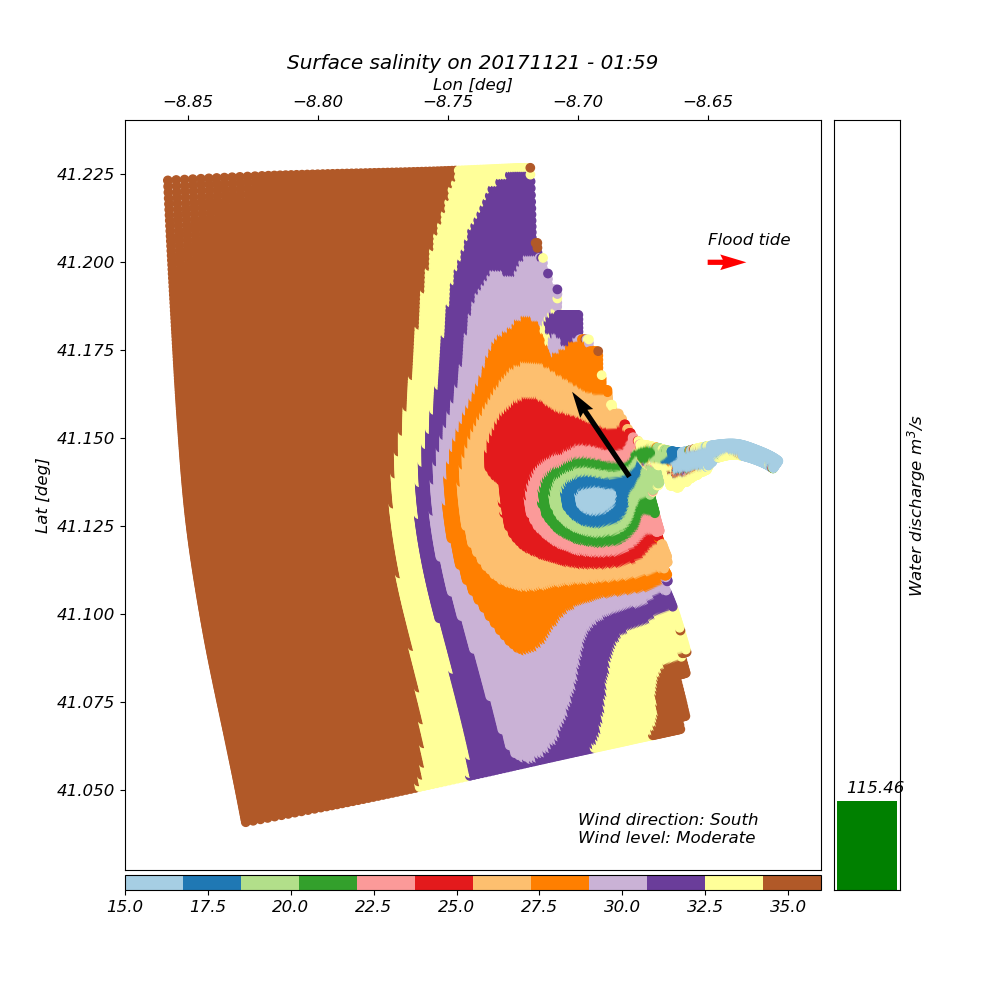 Surface salinity on 20171121 - 01:59
Lon [deg]
−8.85 −8.80 −8.75 −8.70 −8.65
41.225
41.200
41.175
41.150
41.125
41.100
41.075
41.050
Lat [deg]
Flood tide
Wind direction: South
Wind level: Moderate
15.0 17.5 20.0 22.5 25.0 27.5 30.0 32.5 35.0
115.46
Water discharge m³/s